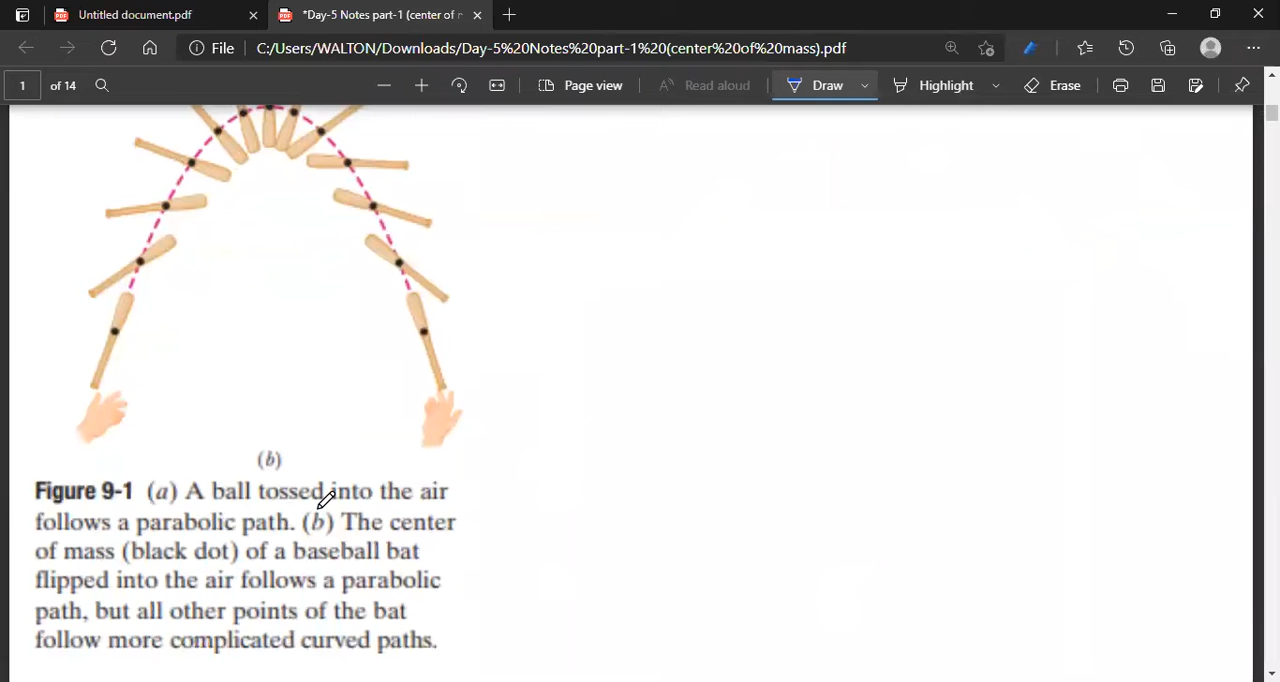 Untitled document.pdf
*Day-5 Notes part-1 (center of
File
C:/Users/WALTON/Downloads/Day-5%20Notes%20part-1%20(center%20of%20mass).pdf
1 of 14
Page view
Read aloud
Draw
Highlight
Erase
(b)
Figure 9-1 (a) A ball tossed into the air
follows a parabolic path. (b) The center
of mass (black dot) of a baseball bat
flipped into the air follows a parabolic
path, but all other points of the bat
follow more complicated curved paths.